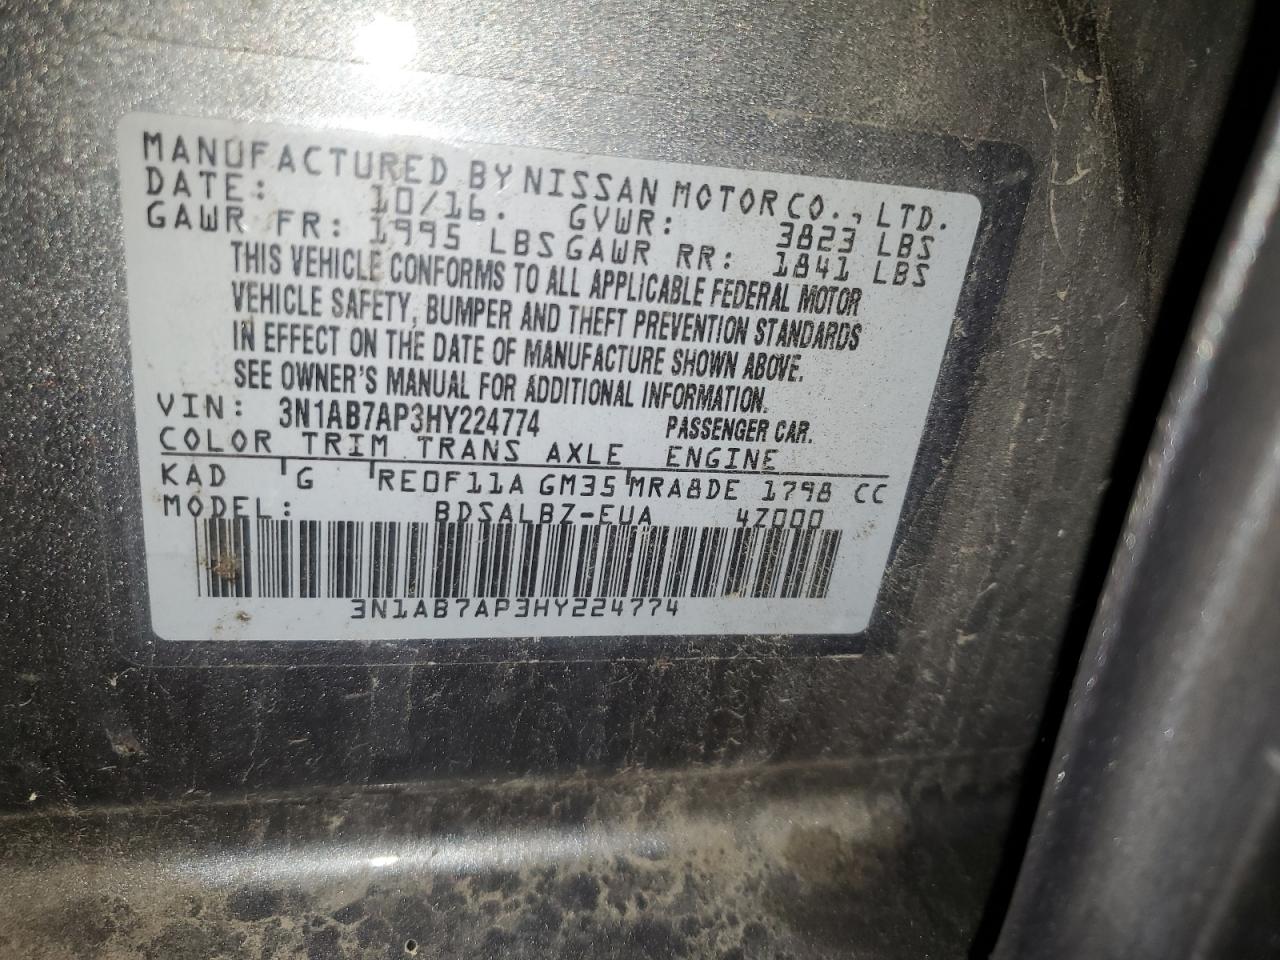 MANUFACTURED BY NISSAN MOTOR CO., LTD.
DATE: 10/16. GVWR: 3823 LBS
GAWR FR: 1995 LBS GAWR RR: 1841 LBS
THIS VEHICLE CONFORMS TO ALL APPLICABLE FEDERAL MOTOR
VEHICLE SAFETY, BUMPER AND THEFT PREVENTION STANDARDS
IN EFFECT ON THE DATE OF MANUFACTURE SHOWN ABOVE.
SEE OWNER'S MANUAL FOR ADDITIONAL INFORMATION.
VIN: 3N1AB7AP3HY224774 PASSENGER CAR.
COLOR TRIM TRANS AXLE ENGINE
KAD G RE0F11A GM35 MRA8DE 1798 CC
MODEL: BDSALBZ-EUA 4Z000
3N1AB7AP3HY224774